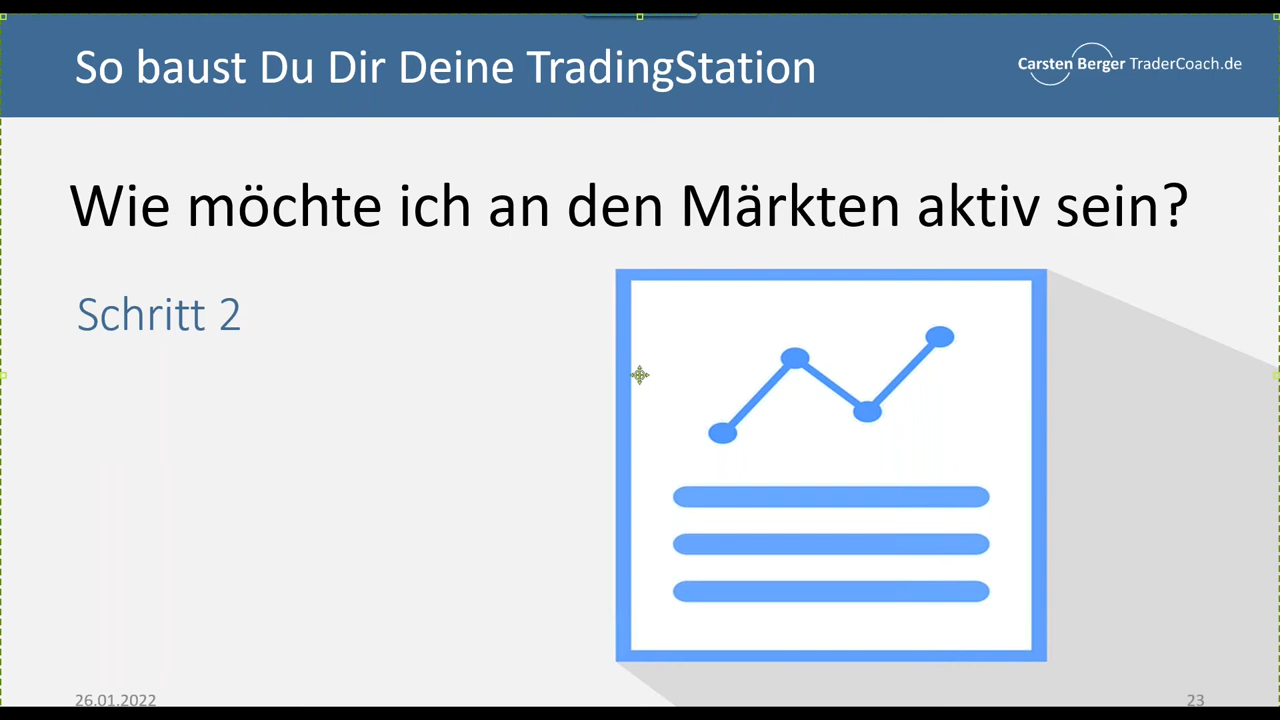 So baust Du Dir Deine TradingStation
Carsten Berger TraderCoach.de
Wie möchte ich an den Märkten aktiv sein?
Schritt 2
26.01.2022
23